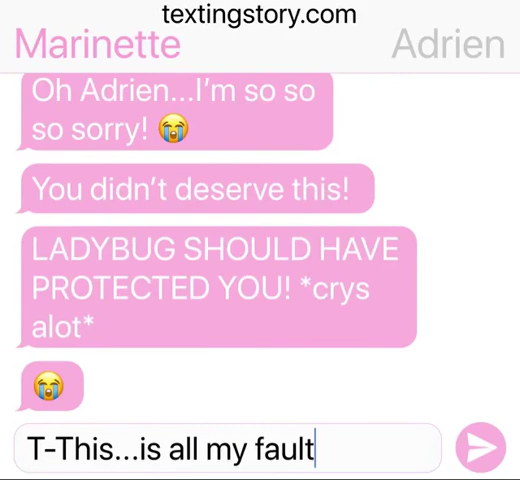 textingstory.com
Marinette Adrien
Oh Adrien...I'm so so
so sorry! 😭
You didn't deserve this!
LADYBUG SHOULD HAVE
PROTECTED YOU! *crys
alot*
😭
T-This...is all my fault